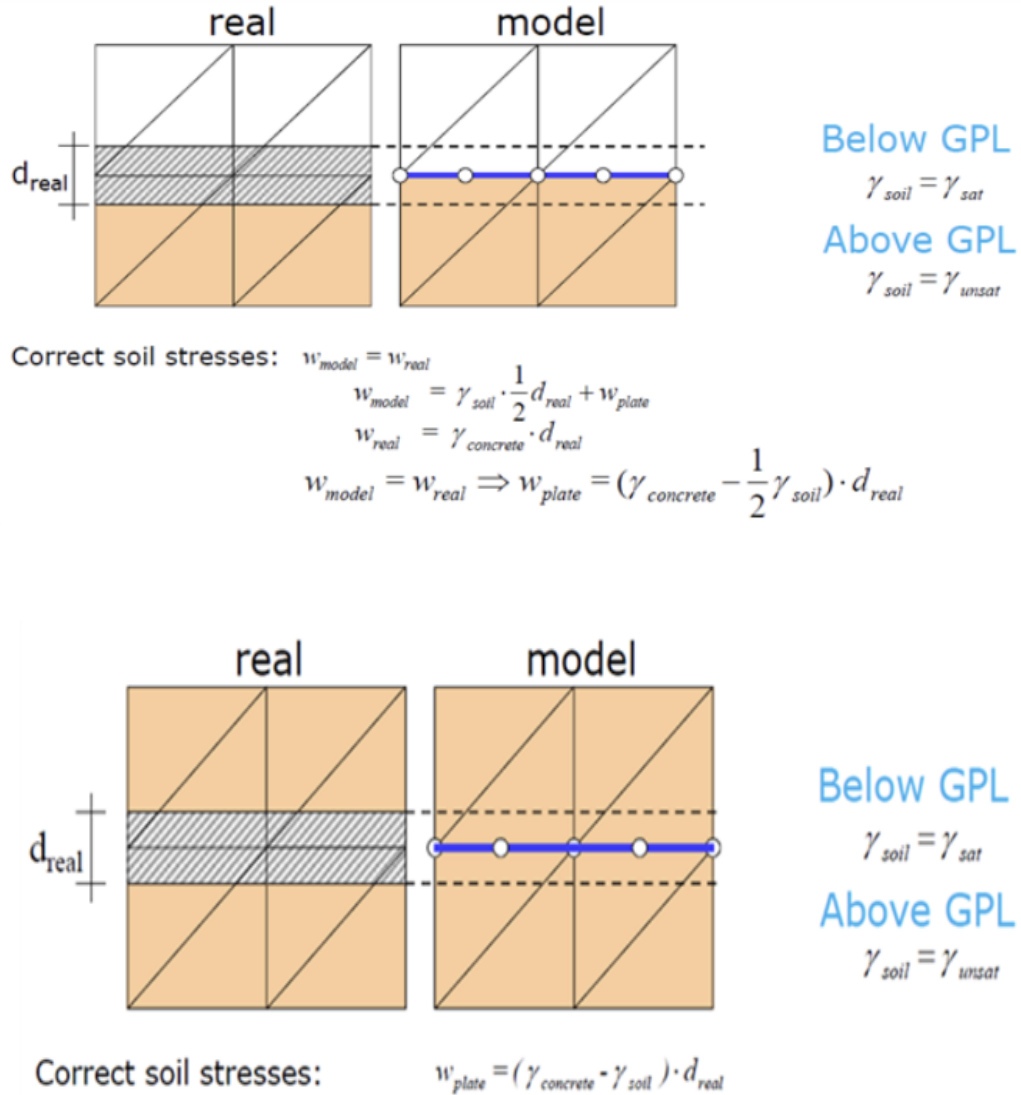 real model
d_real
Below GPL
γ_soil = γ_sat
Above GPL
γ_soil = γ_unsat
Correct soil stresses: w_model = w_real
w_model = γ_soil · 1/2 d_real + w_plate
w_real = γ_concrete · d_real
w_model = w_real ⇒ w_plate = (γ_concrete − 1/2 γ_soil) · d_real
real model
d_real
Below GPL
γ_soil = γ_sat
Above GPL
γ_soil = γ_unsat
Correct soil stresses: w_plate = (γ_concrete - γ_soil) · d_real